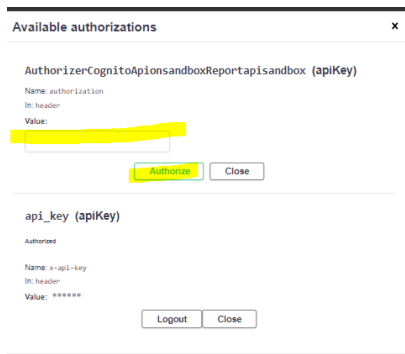 Available authorizations x
AuthorizerCognitoApionsandboxReportapisandbox (apiKey)
Name: authorization
In: header
Value:
Authorize Close
api_key (apiKey)
Authorized
Name: x-api-key
In: header
Value: ******
Logout Close